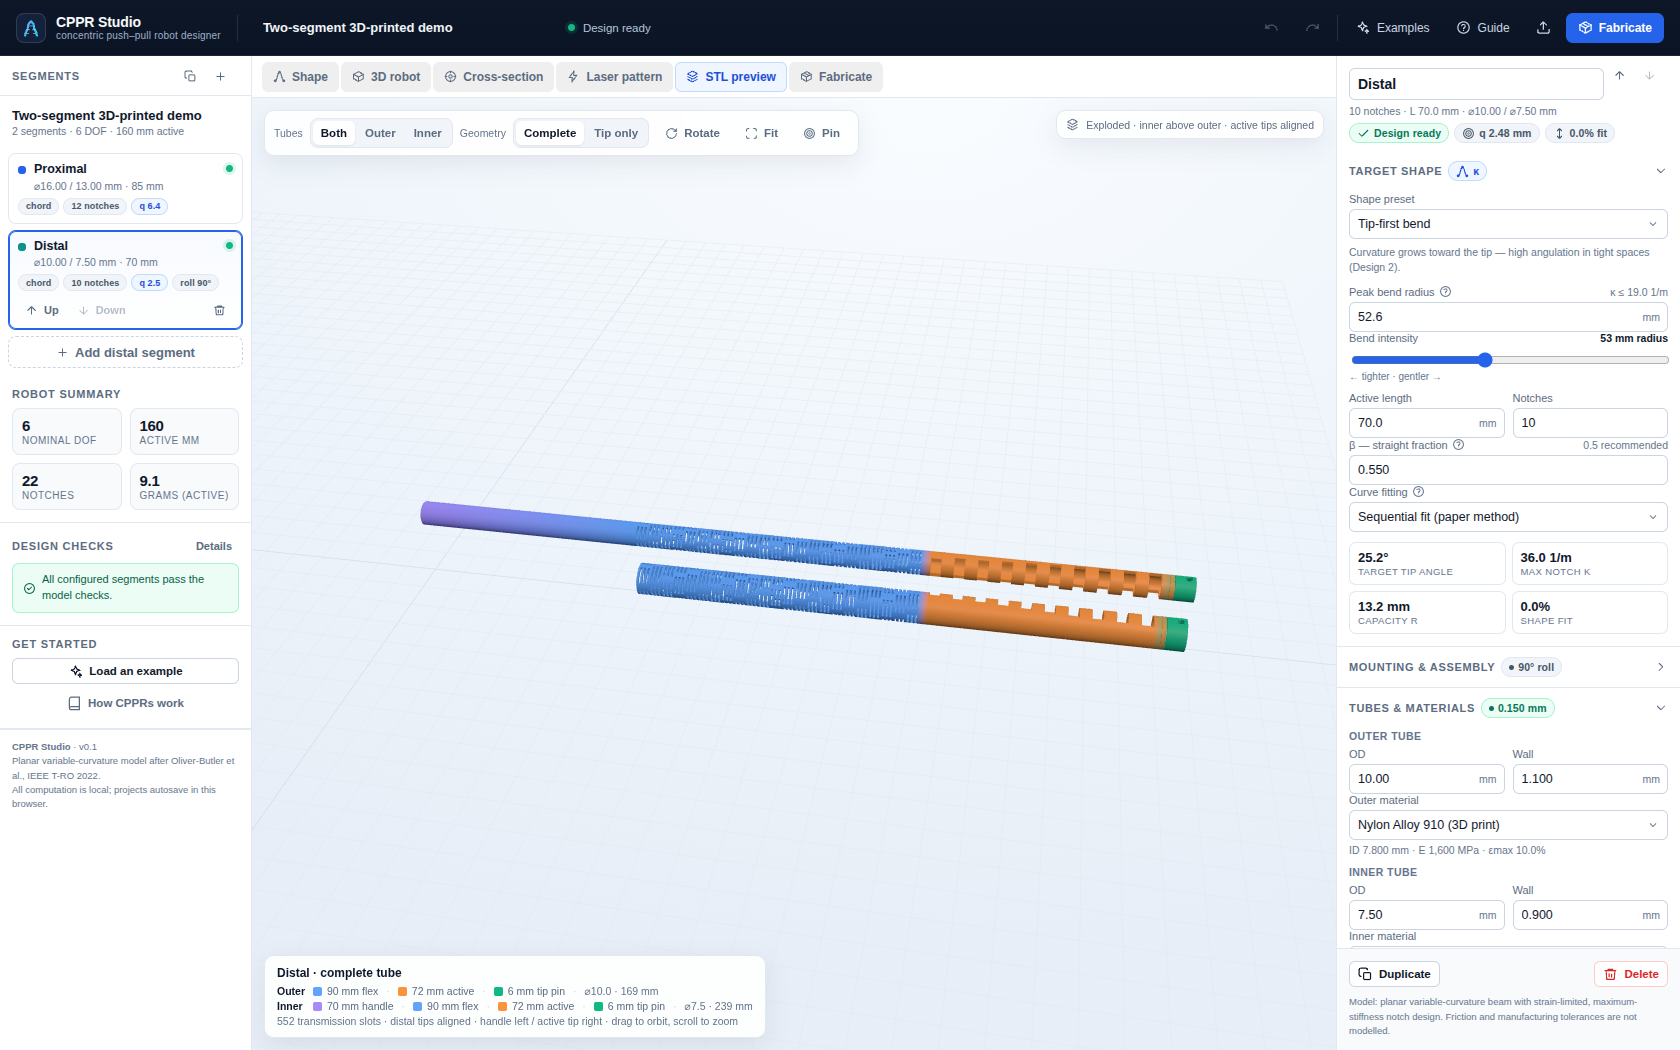 CPPR Studio
concentric push–pull robot designer
Two-segment 3D-printed demo
Design ready
Examples
Guide
Fabricate
SEGMENTS
Two-segment 3D-printed demo
2 segments · 6 DOF · 160 mm active
Proximal
⌀16.00 / 13.00 mm · 85 mm
chord 12 notches q 6.4
Distal
⌀10.00 / 7.50 mm · 70 mm
chord 10 notches q 2.5 roll 90°
Up Down
Add distal segment
ROBOT SUMMARY
6 160
NOMINAL DOF ACTIVE MM
22 9.1
NOTCHES GRAMS (ACTIVE)
DESIGN CHECKS Details
All configured segments pass the
model checks.
GET STARTED
Load an example
How CPPRs work
CPPR Studio · v0.1
Planar variable-curvature model after Oliver-Butler et
al., IEEE T-RO 2022.
All computation is local; projects autosave in this
browser.
Shape 3D robot Cross-section Laser pattern STL preview Fabricate
Tubes Both Outer Inner Geometry Complete Tip only Rotate Fit Pin
Exploded · inner above outer · active tips aligned
Distal · complete tube
Outer 90 mm flex · 72 mm active · 6 mm tip pin · ⌀10.0 · 169 mm
Inner 70 mm handle · 90 mm flex · 72 mm active · 6 mm tip pin · ⌀7.5 · 239 mm
552 transmission slots · distal tips aligned · handle left / active tip right · drag to orbit, scroll to zoom
Distal
10 notches · L 70.0 mm · ⌀10.00 / ⌀7.50 mm
Design ready q 2.48 mm 0.0% fit
TARGET SHAPE κ
Shape preset
Tip-first bend
Curvature grows toward the tip — high angulation in tight spaces
(Design 2).
Peak bend radius κ ≤ 19.0 1/m
52.6 mm
Bend intensity 53 mm radius
← tighter · gentler →
Active length Notches
70.0 mm 10
β — straight fraction 0.5 recommended
0.550
Curve fitting
Sequential fit (paper method)
25.2° 36.0 1/m
TARGET TIP ANGLE MAX NOTCH Κ
13.2 mm 0.0%
CAPACITY R SHAPE FIT
MOUNTING & ASSEMBLY 90° roll
TUBES & MATERIALS 0.150 mm
OUTER TUBE
OD Wall
10.00 mm 1.100 mm
Outer material
Nylon Alloy 910 (3D print)
ID 7.800 mm · E 1,600 MPa · εmax 10.0%
INNER TUBE
OD Wall
7.50 mm 0.900 mm
Inner material
Duplicate Delete
Model: planar variable-curvature beam with strain-limited, maximum-
stiffness notch design. Friction and manufacturing tolerances are not
modelled.